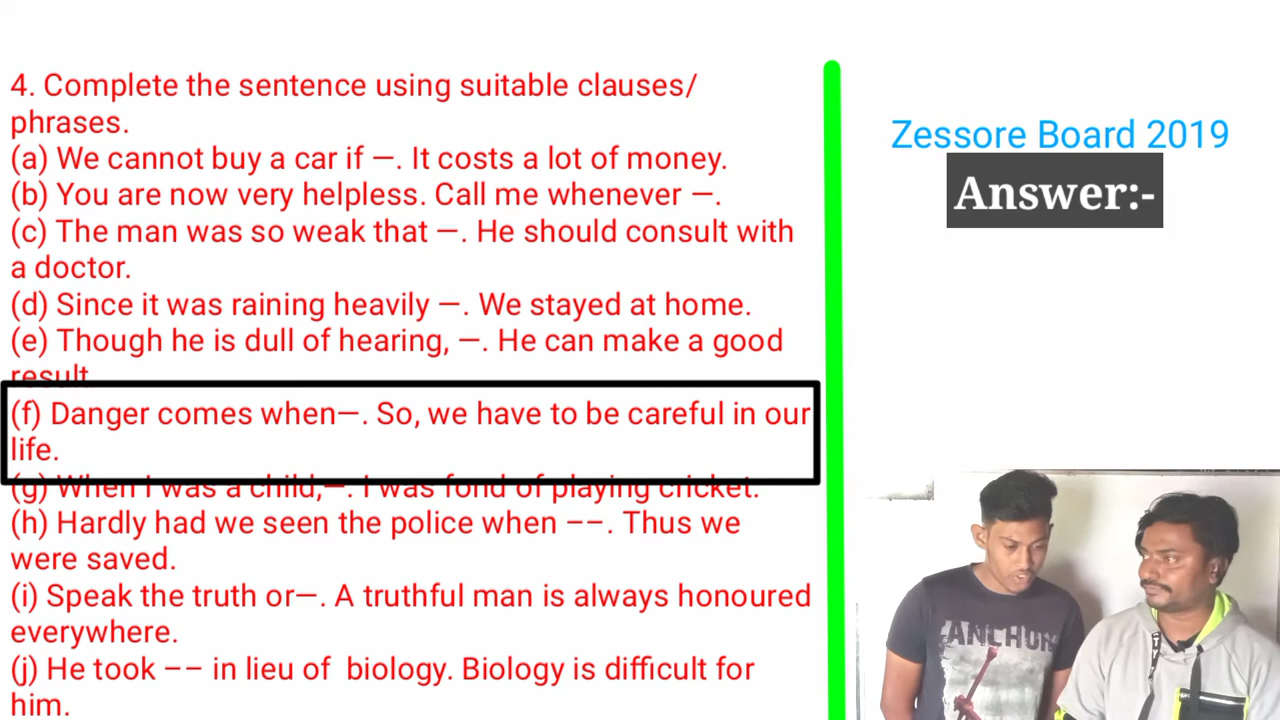 4. Complete the sentence using suitable clauses/
phrases.
(a) We cannot buy a car if —. It costs a lot of money.
(b) You are now very helpless. Call me whenever —.
(c) The man was so weak that —. He should consult with
a doctor.
(d) Since it was raining heavily —. We stayed at home.
(e) Though he is dull of hearing, —. He can make a good
result.
(f) Danger comes when—. So, we have to be careful in our
life.
(g) When I was a child,—. I was fond of playing cricket.
(h) Hardly had we seen the police when ––. Thus we
were saved.
(i) Speak the truth or—. A truthful man is always honoured
everywhere.
(j) He took –– in lieu of  biology. Biology is difficult for
him.
Zessore Board 2019
Answer:-